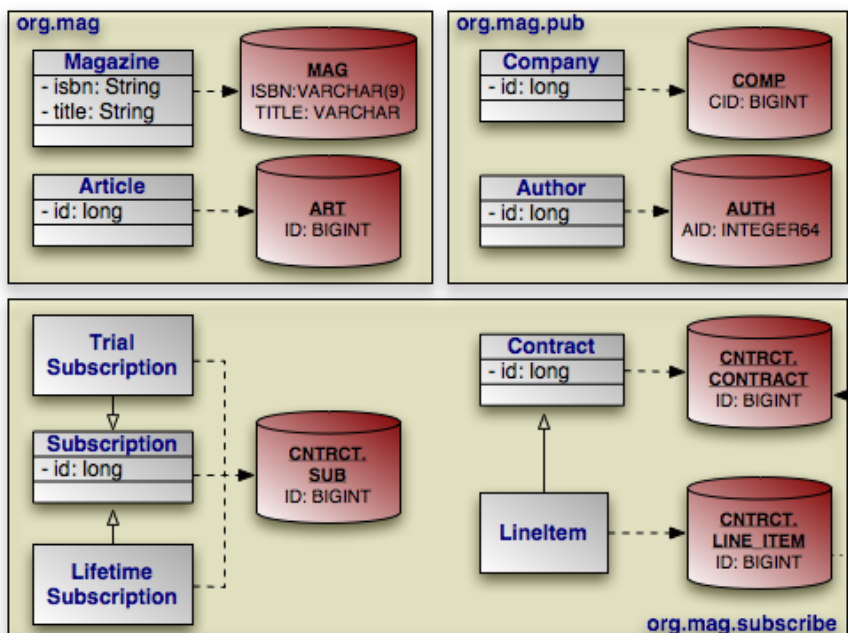 org.mag
Magazine
- isbn: String
- title: String
MAG
ISBN:VARCHAR(9)
TITLE: VARCHAR
Article
- id: long
ART
ID: BIGINT
org.mag.pub
Company
- id: long
COMP
CID: BIGINT
Author
- id: long
AUTH
AID: INTEGER64
Trial
Subscription
Subscription
- id: long
Lifetime
Subscription
CNTRCT.
SUB
ID: BIGINT
Contract
- id: long
CNTRCT.
CONTRACT
ID: BIGINT
LineItem
CNTRCT.
LINE_ITEM
ID: BIGINT
org.mag.subscribe